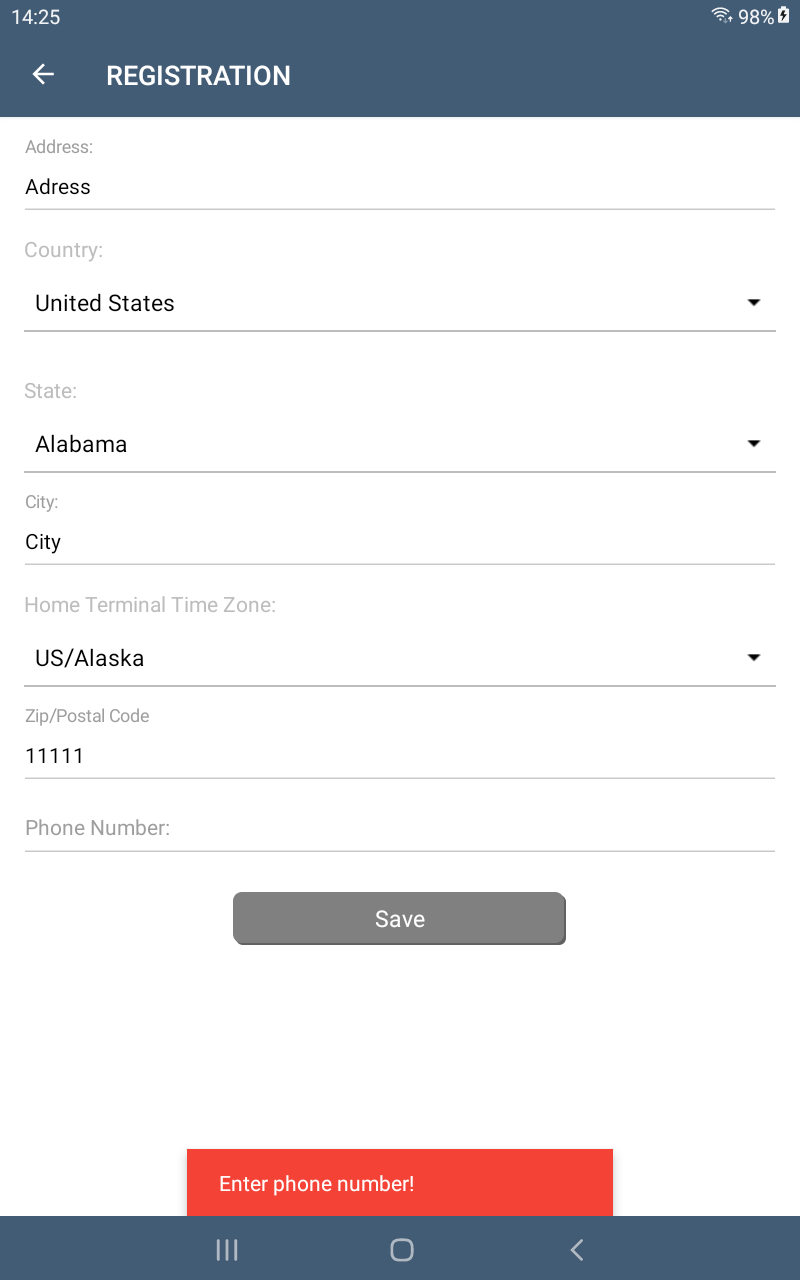 14:25
98%
REGISTRATION
Address:
Adress
Country:
United States
State:
Alabama
City:
City
Home Terminal Time Zone:
US/Alaska
Zip/Postal Code
11111
Phone Number:
Save
Enter phone number!